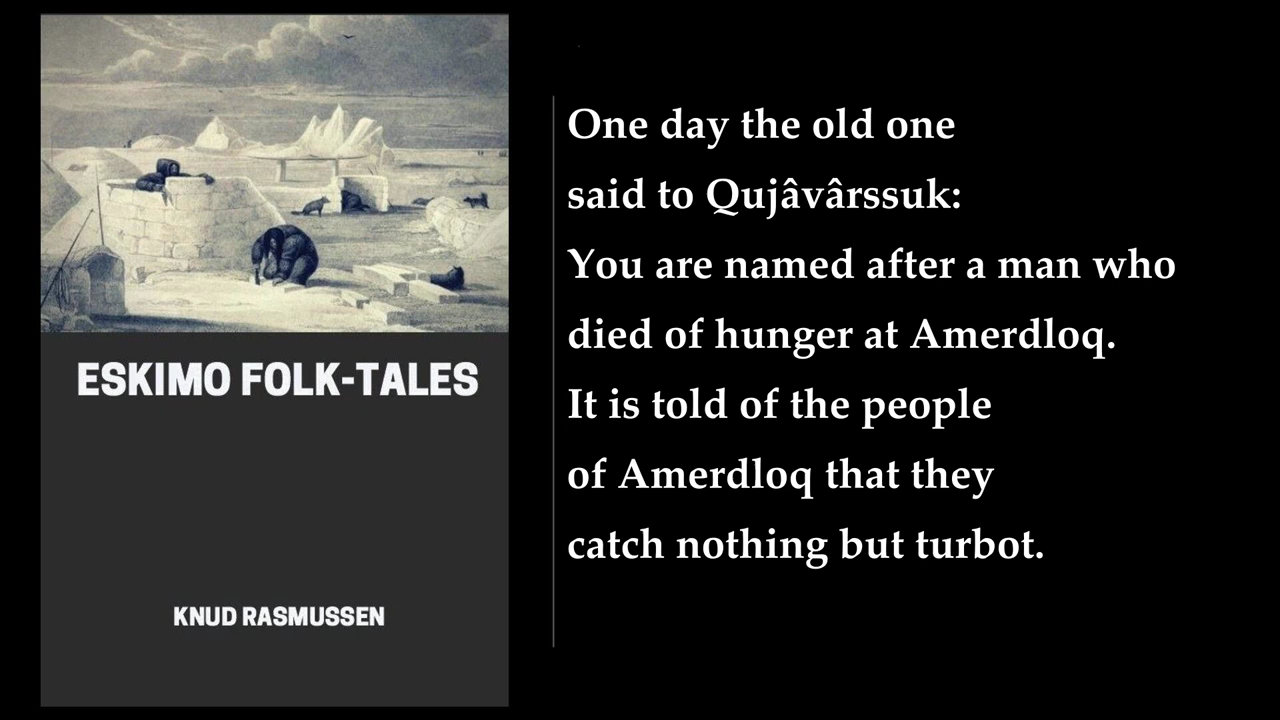 ESKIMO FOLK-TALES
KNUD RASMUSSEN
One day the old one
said to Qujâvârssuk:
You are named after a man who
died of hunger at Amerdloq.
It is told of the people
of Amerdloq that they
catch nothing but turbot.